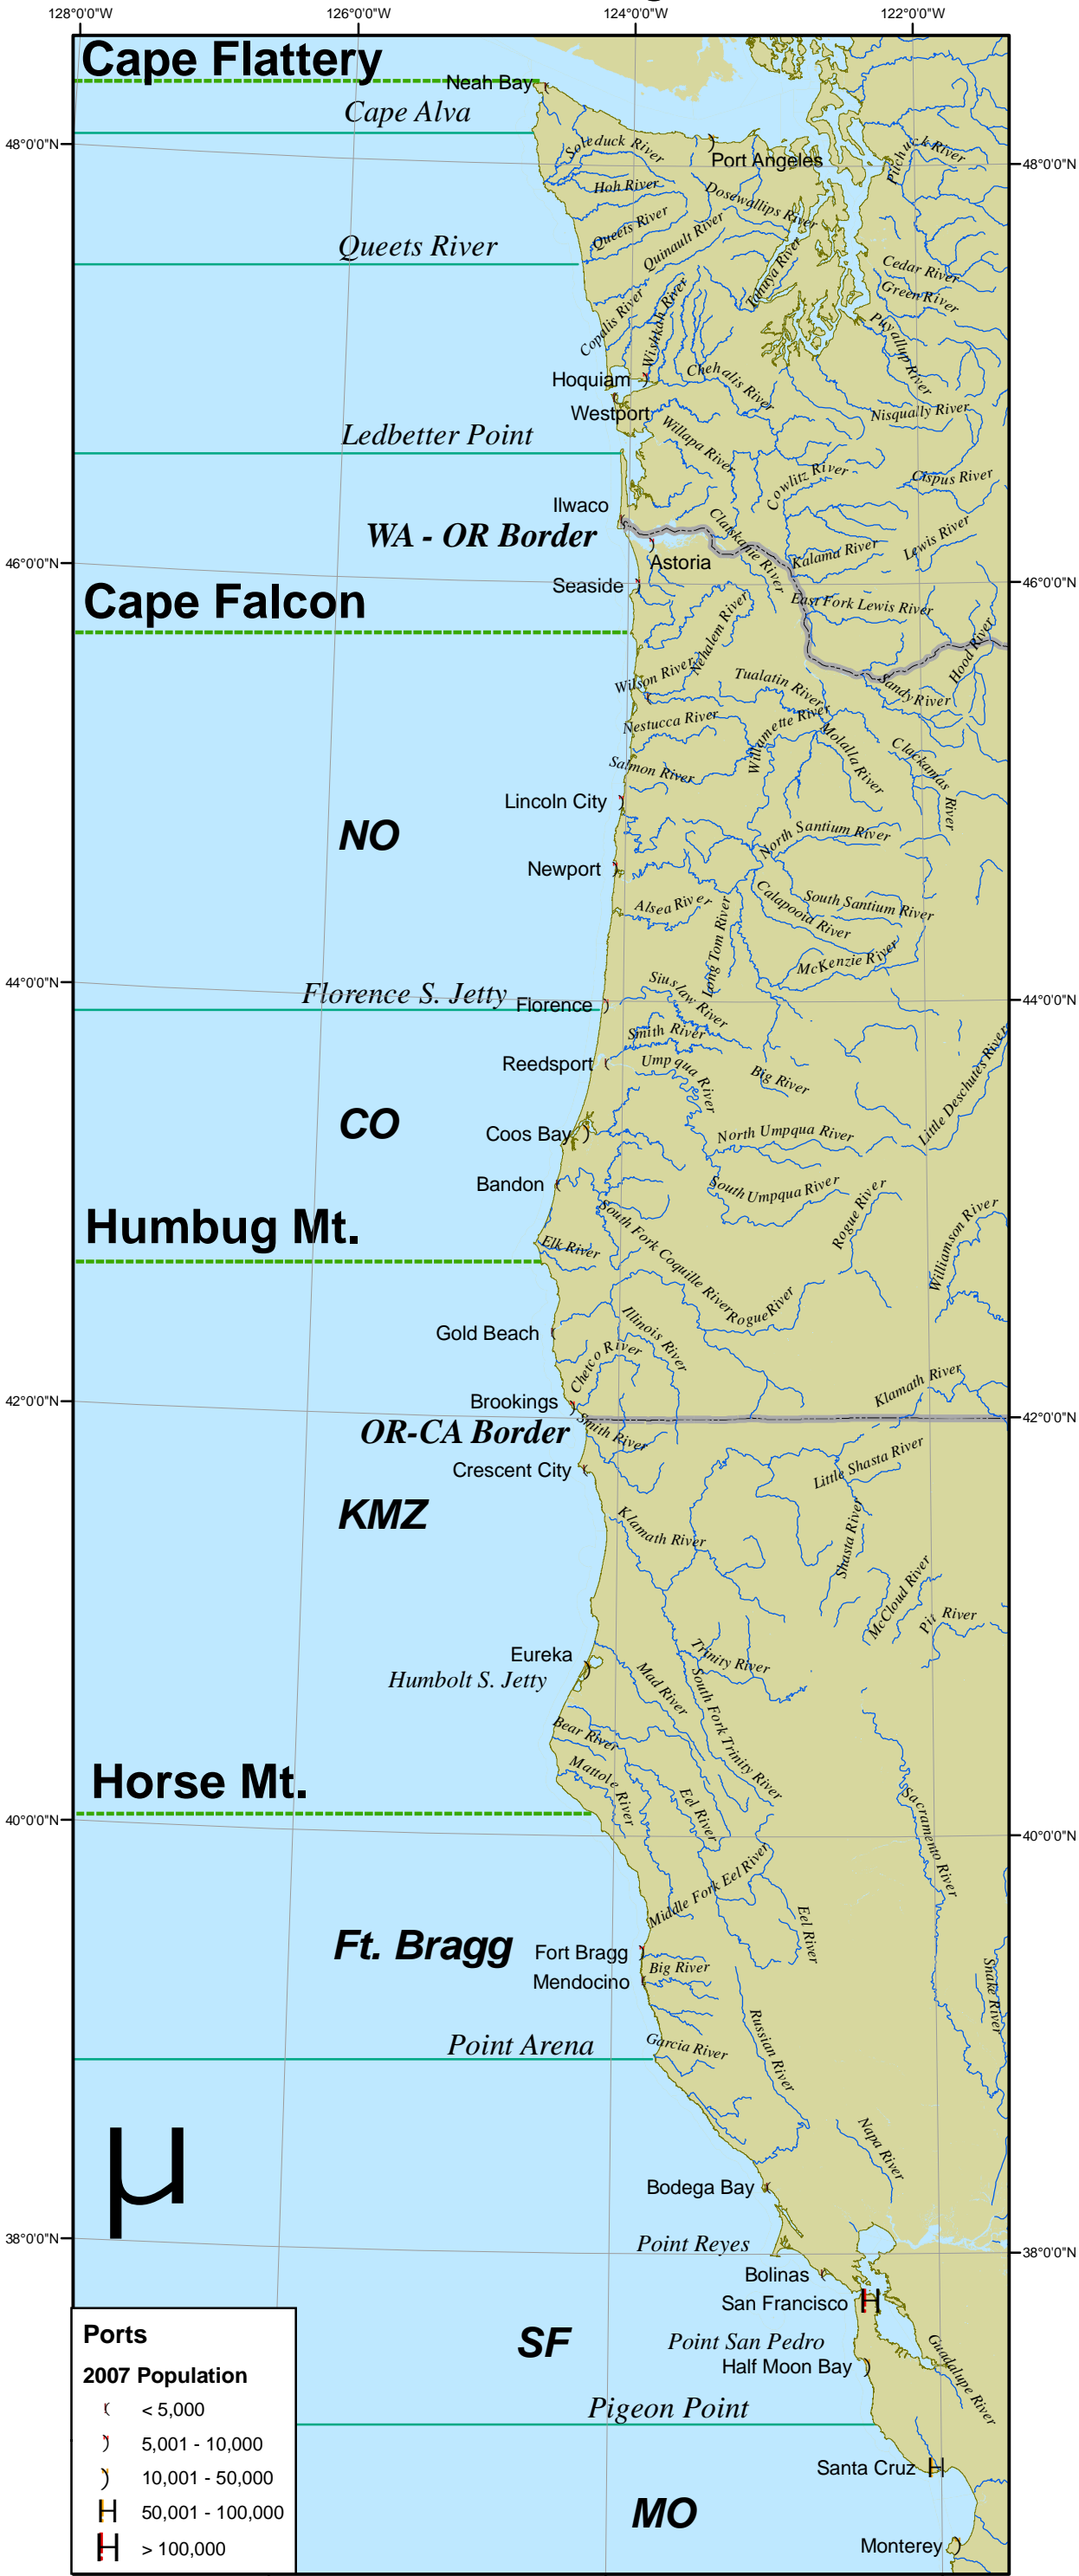 128°0'0"W 126°0'0"W 124°0'0"W 122°0'0"W
Cape Flattery
Neah Bay
Cape Alva
48°0'0"N
Soleduck River
Port Angeles
Pilchuck River
48°0'0"N
Hoh River
Dosewallips River
Queets River
Queets River
Quinault River
Tahuya River
Cedar River
Green River
Copalis River
Wishkah River
Puyallup River
Hoquiam
Chehalis River
Westport
Nisqually River
Ledbetter Point
Willapa River
Cowlitz River
Cispus River
Ilwaco
WA - OR Border
Clatskanie River
Lewis River
Kalama River
Astoria
46°0'0"N
46°0'0"N
Seaside
Cape Falcon
East Fork Lewis River
Nehalem River
Hood River
Wilson River
Tualatin River
Sandy River
Nestucca River
Willamette River
Molalla River
Clackamas River
Salmon River
Lincoln City
NO
North Santium River
Newport
Alsea River
Calapooia River
South Santium River
Long Tom River
McKenzie River
44°0'0"N
Florence S. Jetty
Florence
Siuslaw River
44°0'0"N
Smith River
Reedsport
Umpqua River
Big River
Little Deschutes River
CO
Coos Bay
North Umpqua River
Bandon
South Umpqua River
Rogue River
Humbug Mt.
South Fork Coquille River
Williamson River
Elk River
Rogue River
Gold Beach
Illinois River
Chetco River
42°0'0"N
Brookings
Klamath River
42°0'0"N
OR-CA Border
Smith River
Crescent City
Little Shasta River
KMZ
Klamath River
Shasta River
McCloud River
Pit River
Eureka
Humbolt S. Jetty
Trinity River
Mad River
South Fork Trinity River
Bear River
Horse Mt.
Mattole River
Eel River
Sacramento River
40°0'0"N
40°0'0"N
Middle Fork Eel River
Eel River
Ft. Bragg
Fort Bragg
Big River
Mendocino
Snake River
Point Arena
Garcia River
Russian River
µ
Napa River
Bodega Bay
38°0'0"N
Point Reyes
38°0'0"N
Bolinas
San Francisco
SF
Point San Pedro
Half Moon Bay
Guadalupe River
Pigeon Point
Santa Cruz
MO
Monterey
Ports
2007 Population
< 5,000
5,001 - 10,000
10,001 - 50,000
50,001 - 100,000
> 100,000